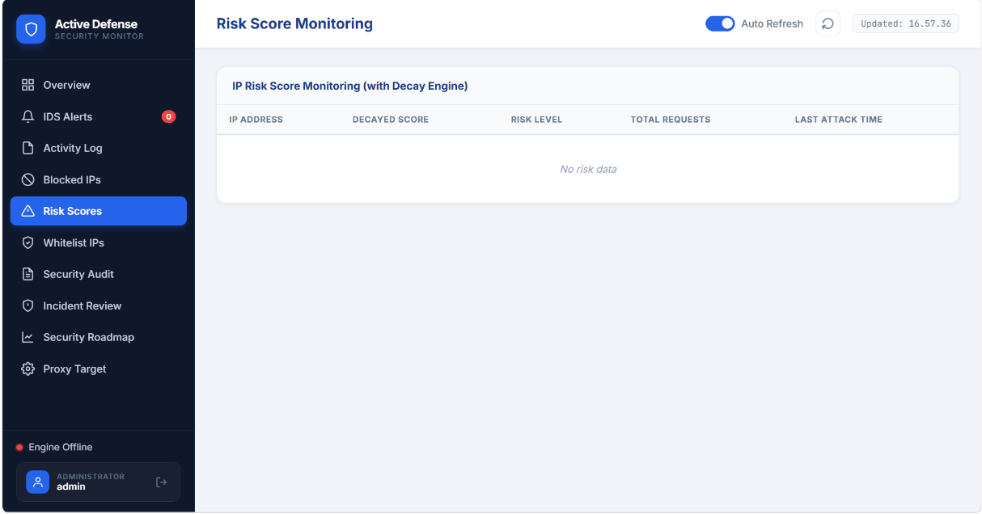 Active Defense
SECURITY MONITOR
Overview
IDS Alerts 0
Activity Log
Blocked IPs
Risk Scores
Whitelist IPs
Security Audit
Incident Review
Security Roadmap
Proxy Target
Engine Offline
ADMINISTRATOR
admin
Risk Score Monitoring
Auto Refresh
Updated: 16.57.36
IP Risk Score Monitoring (with Decay Engine)
IP ADDRESS DECAYED SCORE RISK LEVEL TOTAL REQUESTS LAST ATTACK TIME
No risk data